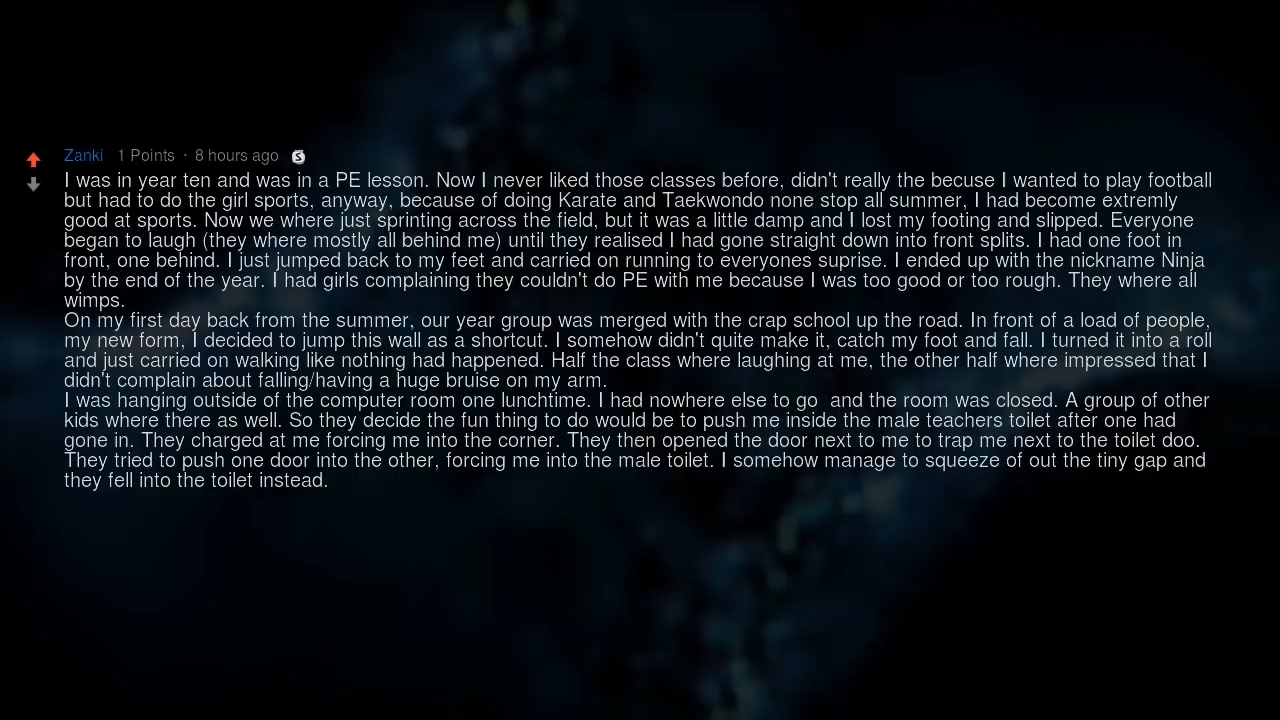 Zanki 1 Points · 8 hours ago
I was in year ten and was in a PE lesson. Now I never liked those classes before, didn't really the becuse I wanted to play football
but had to do the girl sports, anyway, because of doing Karate and Taekwondo none stop all summer, I had become extremly
good at sports. Now we where just sprinting across the field, but it was a little damp and I lost my footing and slipped. Everyone
began to laugh (they where mostly all behind me) until they realised I had gone straight down into front splits. I had one foot in
front, one behind. I just jumped back to my feet and carried on running to everyones suprise. I ended up with the nickname Ninja
by the end of the year. I had girls complaining they couldn't do PE with me because I was too good or too rough. They where all
wimps.
On my first day back from the summer, our year group was merged with the crap school up the road. In front of a load of people,
my new form, I decided to jump this wall as a shortcut. I somehow didn't quite make it, catch my foot and fall. I turned it into a roll
and just carried on walking like nothing had happened. Half the class where laughing at me, the other half where impressed that I
didn't complain about falling/having a huge bruise on my arm.
I was hanging outside of the computer room one lunchtime. I had nowhere else to go  and the room was closed. A group of other
kids where there as well. So they decide the fun thing to do would be to push me inside the male teachers toilet after one had
gone in. They charged at me forcing me into the corner. They then opened the door next to me to trap me next to the toilet doo.
They tried to push one door into the other, forcing me into the male toilet. I somehow manage to squeeze of out the tiny gap and
they fell into the toilet instead.